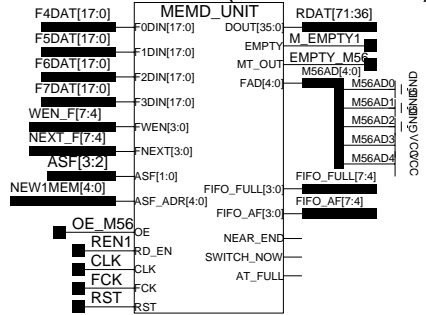 MEMD_UNIT
F4DAT[17:0]
F0DIN[17:0]
F5DAT[17:0]
F1DIN[17:0]
F6DAT[17:0]
F2DIN[17:0]
F7DAT[17:0]
F3DIN[17:0]
WEN_F[7:4]
FWEN[3:0]
NEXT_F[7:4]
FNEXT[3:0]
ASF[3:2]
ASF[1:0]
NEW1MEM[4:0]
ASF_ADR[4:0]
OE_M56
OE
REN1
RD_EN
CLK
CLK
FCK
FCK
RST
RST
RDAT[71:36]
DOUT[35:0]
M_EMPTY1
EMPTY
EMPTY_M56
MT_OUT
M56AD[4:0]
FAD[4:0]
M56AD0
M56AD1
M56AD2
M56AD3
M56AD4
GND
VCC
VCC
FIFO_FULL[7:4]
FIFO_FULL[3:0]
FIFO_AF[7:4]
FIFO_AF[3:0]
NEAR_END
SWITCH_NOW
AT_FULL